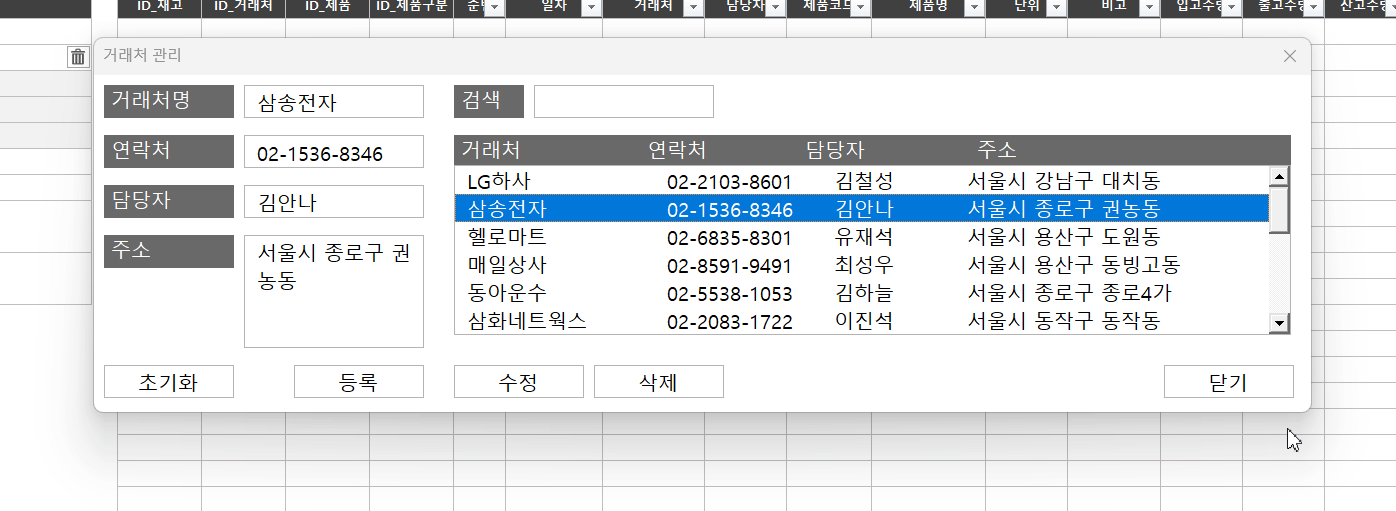 ID_재고 ID_거래처 ID_제품 ID_제품구분 일자 거래처 담당자 제품코드 제품명 단위 비고 입고수량 출고수량
거래처 관리
거래처명 삼송전자
연락처 02-1536-8346
담당자 김안나
주소 서울시 종로구 권
농동
검색
거래처 연락처 담당자 주소
LG하사 02-2103-8601 김철성 서울시 강남구 대치동
삼송전자 02-1536-8346 김안나 서울시 종로구 권농동
헬로마트 02-6835-8301 유재석 서울시 용산구 도원동
매일상사 02-8591-9491 최성우 서울시 용산구 동빙고동
동아운수 02-5538-1053 김하늘 서울시 종로구 종로4가
삼화네트웍스 02-2083-1722 이진석 서울시 동작구 동작동
초기화 등록 수정 삭제 닫기